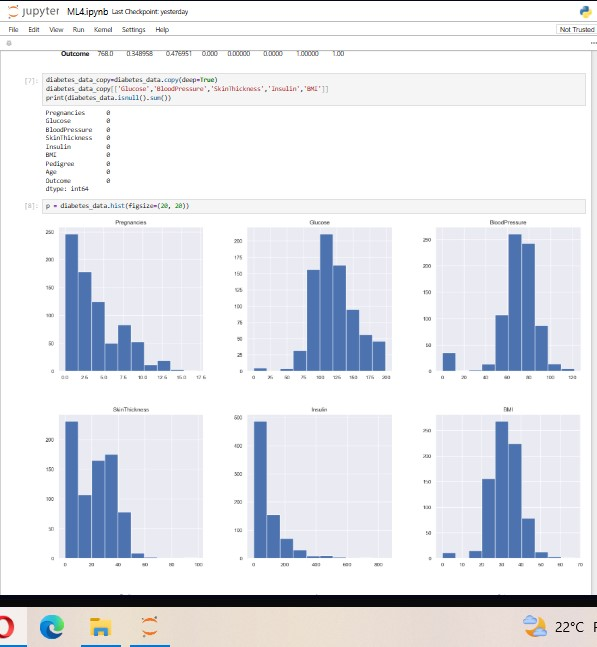 jupyter ML4.ipynb Last Checkpoint: yesterday
File Edit View Run Kernel Settings Help Not Trusted
Outcome 768.0 0.348958 0.476951 0.000 0.00000 0.0000 1.00000 1.00
[7]: diabetes_data_copy=diabetes_data.copy(deep=True)
diabetes_data_copy[['Glucose','BloodPressure','SkinThickness','Insulin','BMI']]
print(diabetes_data.isnull().sum())
Pregnancies 0
Glucose 0
BloodPressure 0
SkinThickness 0
Insulin 0
BMI 0
Pedigree 0
Age 0
Outcome 0
dtype: int64
[8]: p = diabetes_data.hist(figsize=(20, 20))
Pregnancies Glucose BloodPressure
250
200
150
100
50
0
0.0 2.5 5.0 7.5 10.0 12.5 15.0 17.5
200
175
150
125
100
75
50
25
0
0 25 50 75 100 125 150 175 200
250
200
150
100
50
0
0 20 40 60 80 100 120
SkinThickness Insulin BMI
200
150
100
50
0
0 20 40 60 80 100
500
400
300
200
100
0
0 200 400 600 800
250
200
150
100
50
0
0 10 20 30 40 50 60 70
22°C